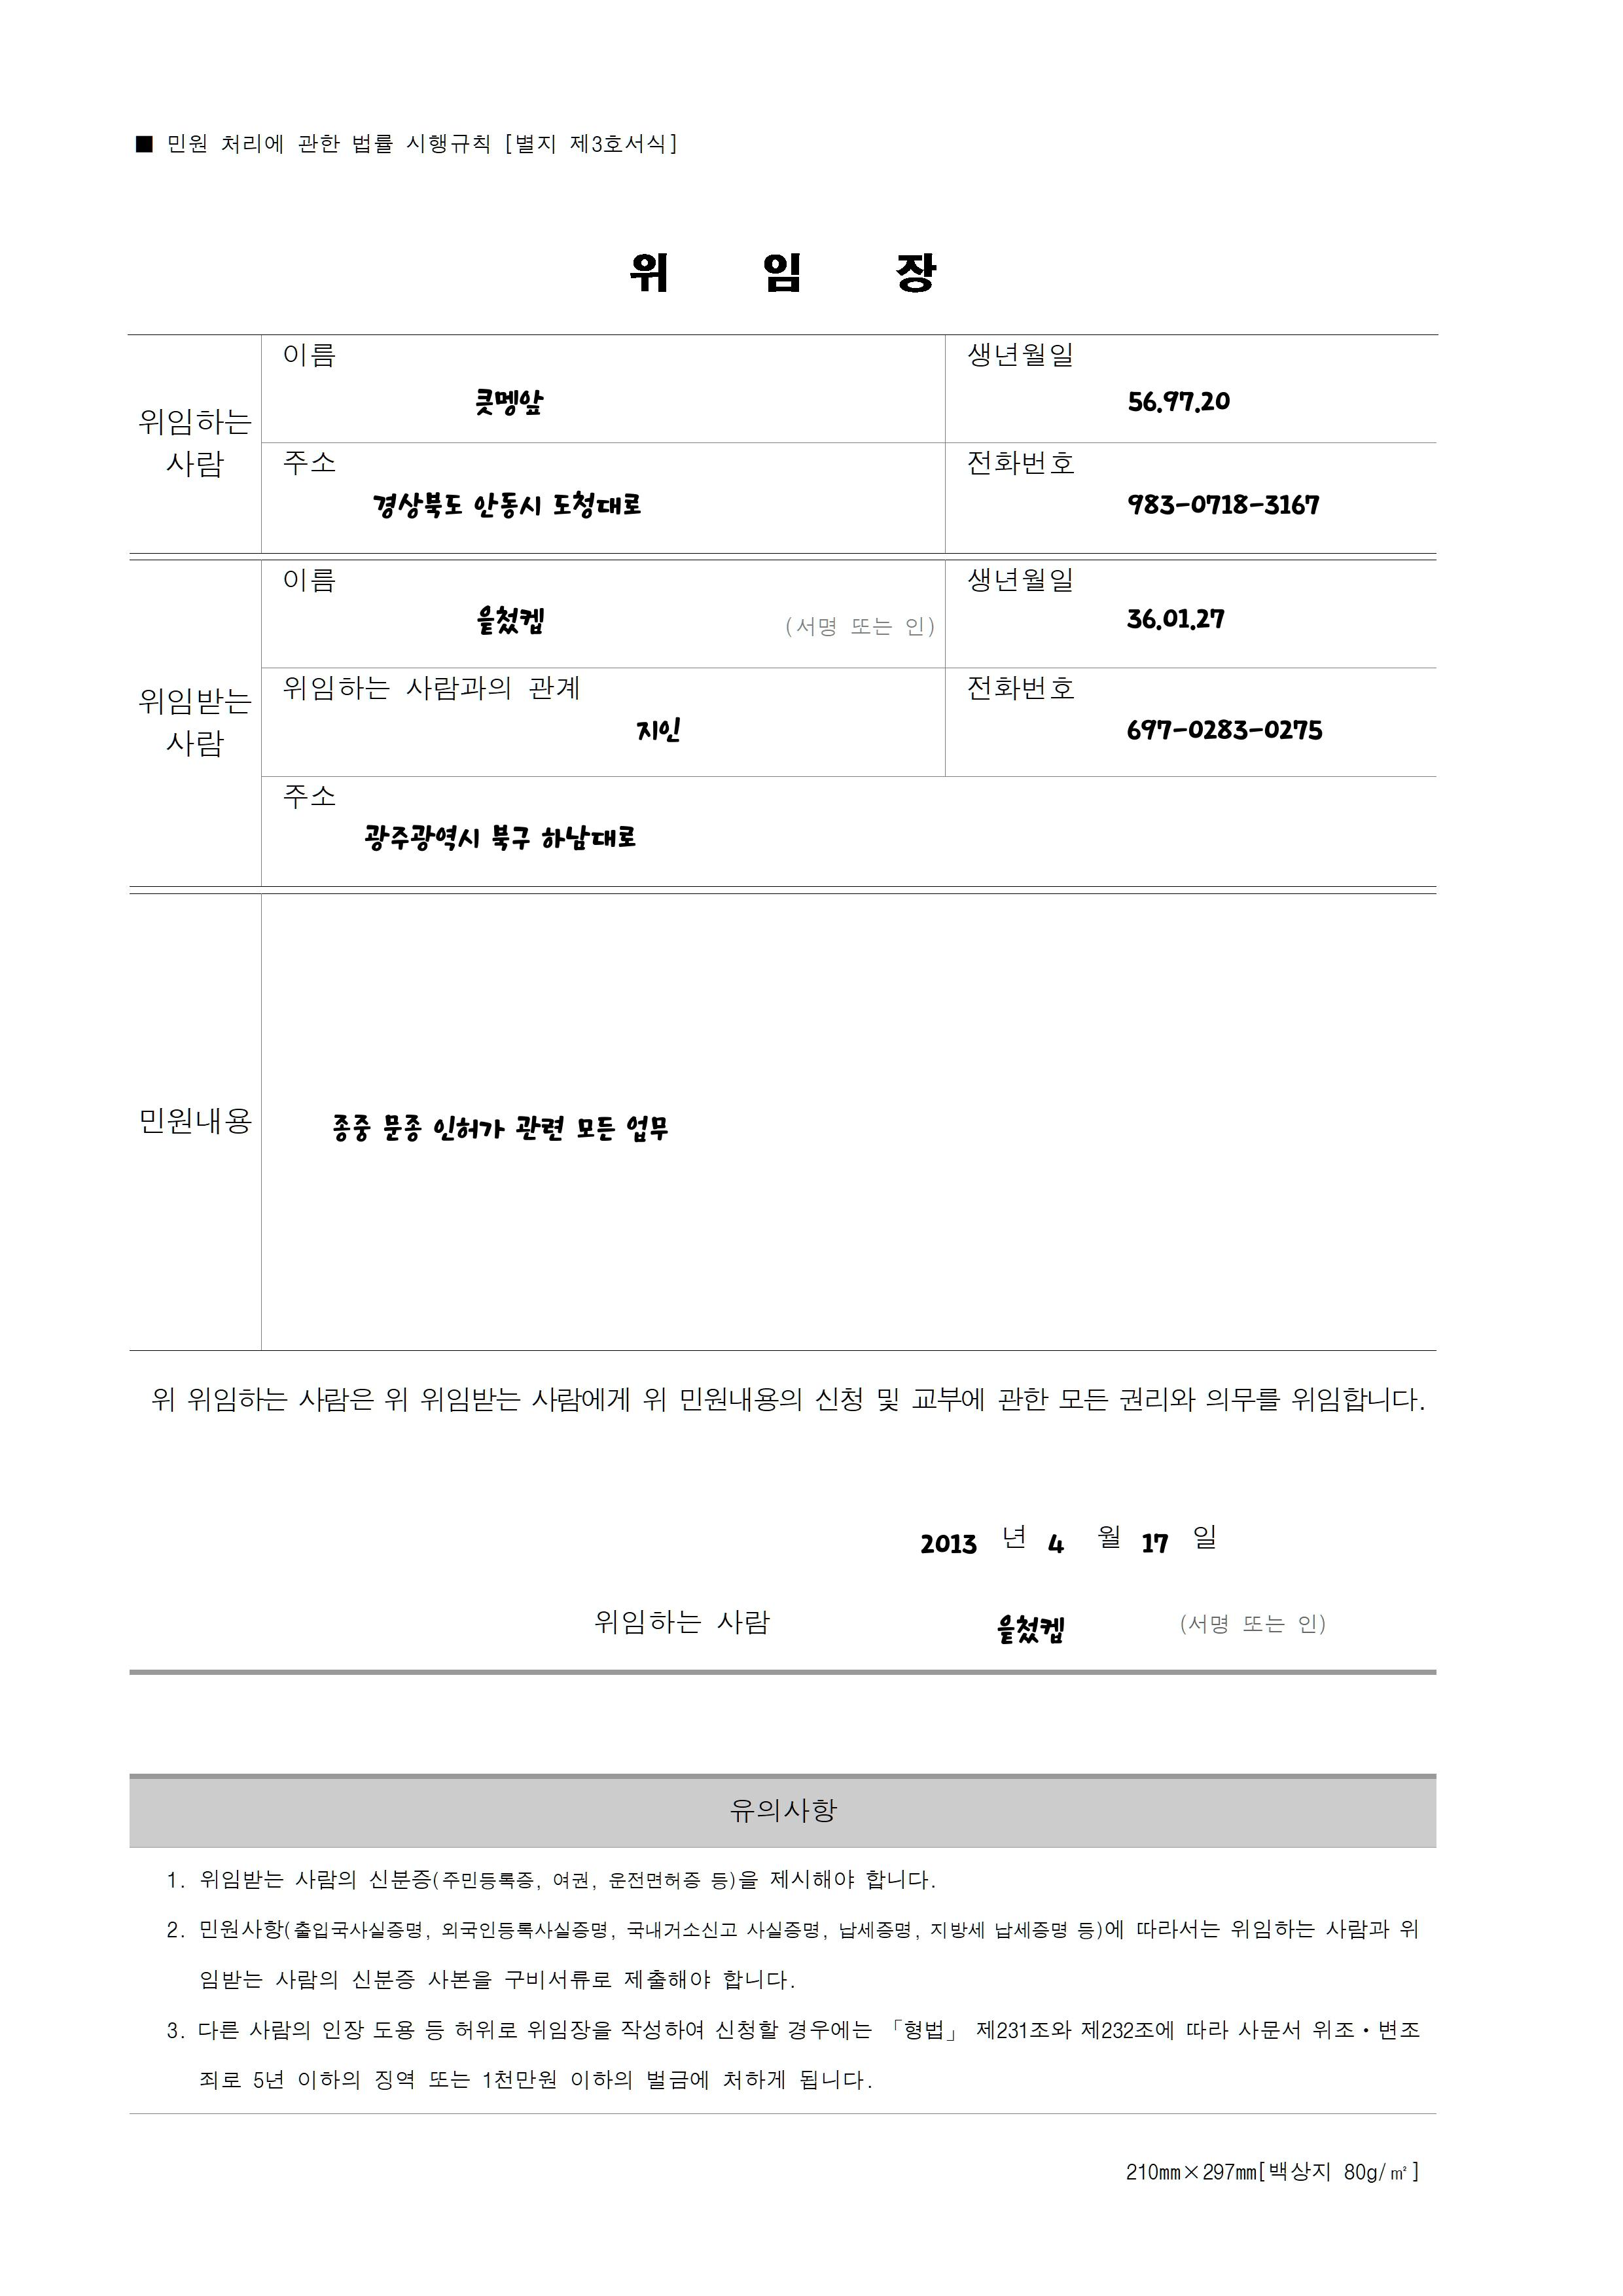 ■ 민원 처리에 관한 법률 시행규칙 [별지 제3호서식]
위 임 장
위임하는 사람
이름
큿멩앞
생년월일
56.97.20
주소
경상북도 안동시 도청대로
전화번호
983-0718-3167
위임받는 사람
이름
읕첬켑
(서명 또는 인)
생년월일
36.01.27
위임하는 사람과의 관계
지인
전화번호
697-0283-0275
주소
광주광역시 북구 하남대로
민원내용
종중 문종 인허가 관련 모든 업무
위 위임하는 사람은 위 위임받는 사람에게 위 민원내용의 신청 및 교부에 관한 모든 권리와 의무를 위임합니다.
2013 년 4 월 17 일
위임하는 사람 읕첬켑 (서명 또는 인)
유의사항
1. 위임받는 사람의 신분증(주민등록증, 여권, 운전면허증 등)을 제시해야 합니다.
2. 민원사항(출입국사실증명, 외국인등록사실증명, 국내거소신고 사실증명, 납세증명, 지방세 납세증명 등)에 따라서는 위임하는 사람과 위
임받는 사람의 신분증 사본을 구비서류로 제출해야 합니다.
3. 다른 사람의 인장 도용 등 허위로 위임장을 작성하여 신청할 경우에는 「형법」 제231조와 제232조에 따라 사문서 위조·변조
죄로 5년 이하의 징역 또는 1천만원 이하의 벌금에 처하게 됩니다.
210㎜×297㎜[백상지 80g/㎡]